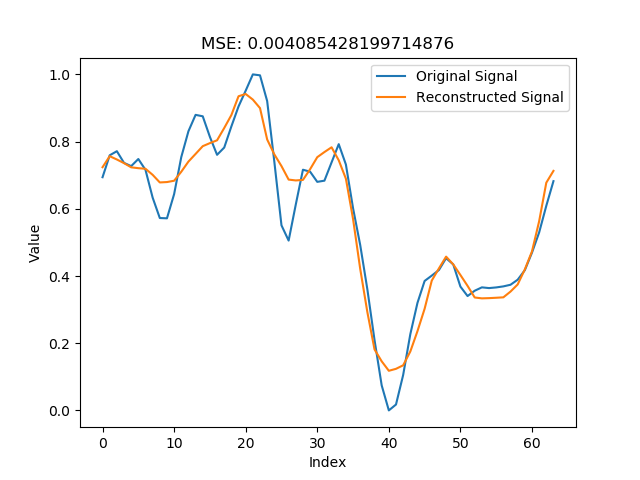 MSE: 0.004085428199714876
Original Signal
Reconstructed Signal
1.0
0.8
0.6
0.4
0.2
0.0
Value
0 10 20 30 40 50 60
Index